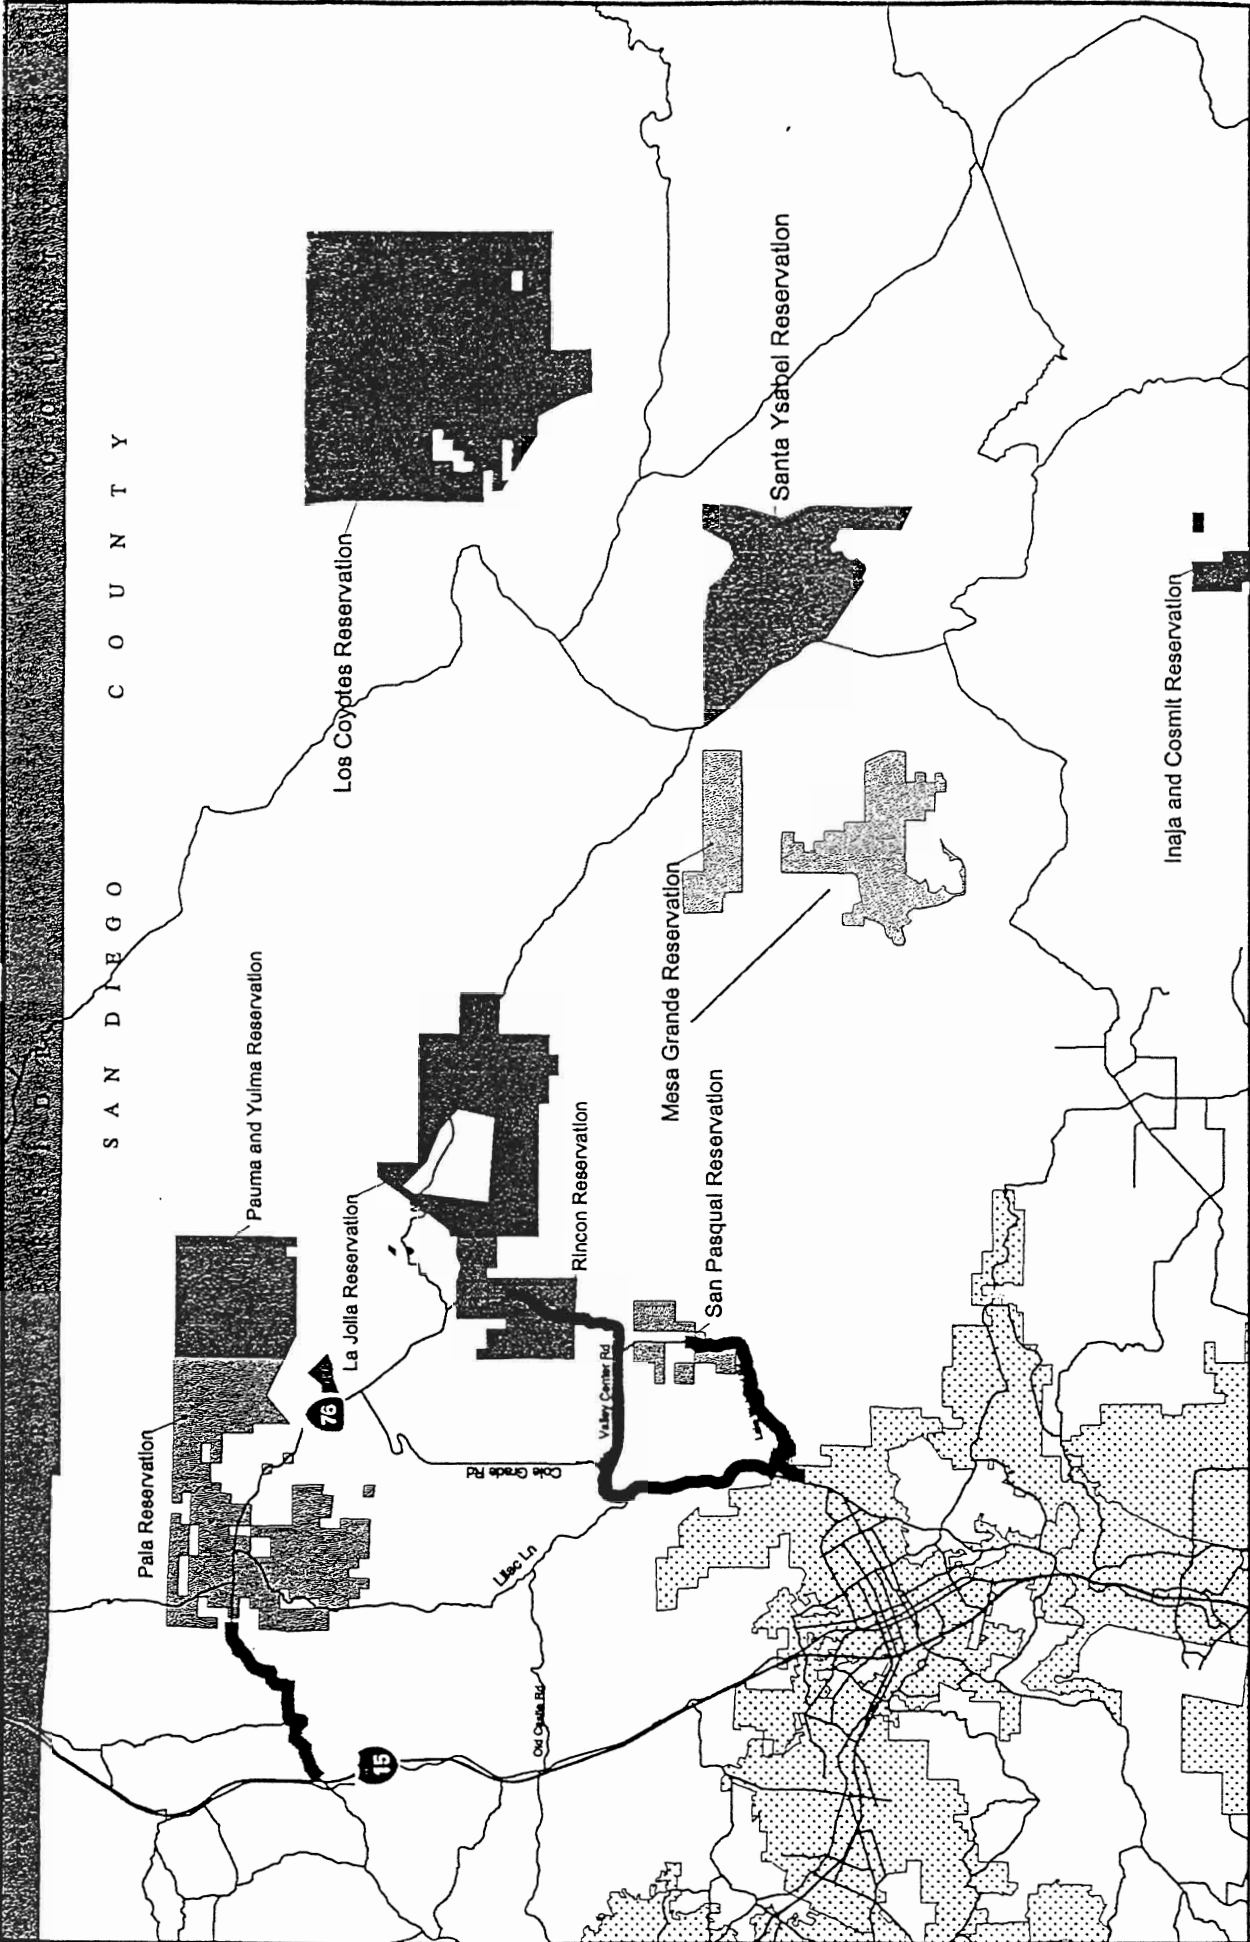 SAN DIEGO COUNTY
Pala Reservation
Pauma and Yuima Reservation
76
La Jolla Reservation
Los Coyotes Reservation
15
Lilac Ln
Old Castle Rd
Cole Grade Rd
Valley Center Rd
Rincon Reservation
San Pasqual Reservation
Mesa Grande Reservation
Santa Ysabel Reservation
Inaja and Cosmit Reservation